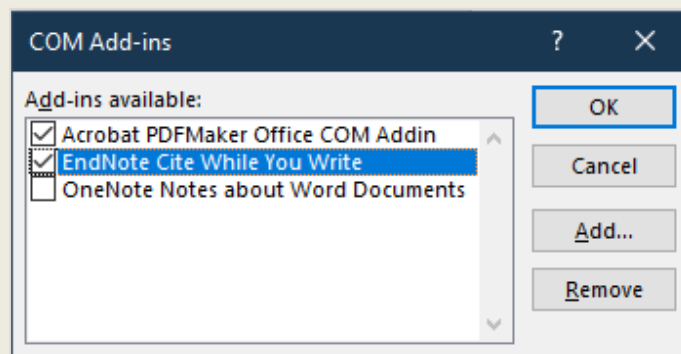 COM Add-ins
Add-ins available:
Acrobat PDFMaker Office COM Addin
EndNote Cite While You Write
OneNote Notes about Word Documents
OK
Cancel
Add...
Remove